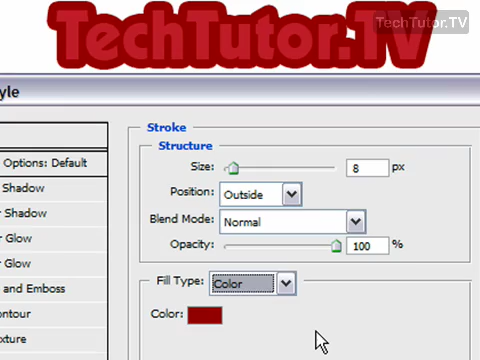 TechTutor.TV
TechTutor.TV
yle
Stroke
Structure
Options: Default
Size: 8 px
Shadow
Position: Outside
r Shadow
Blend Mode: Normal
r Glow
Opacity: 100 %
r Glow
Fill Type: Color
and Emboss
Color:
ontour
exture